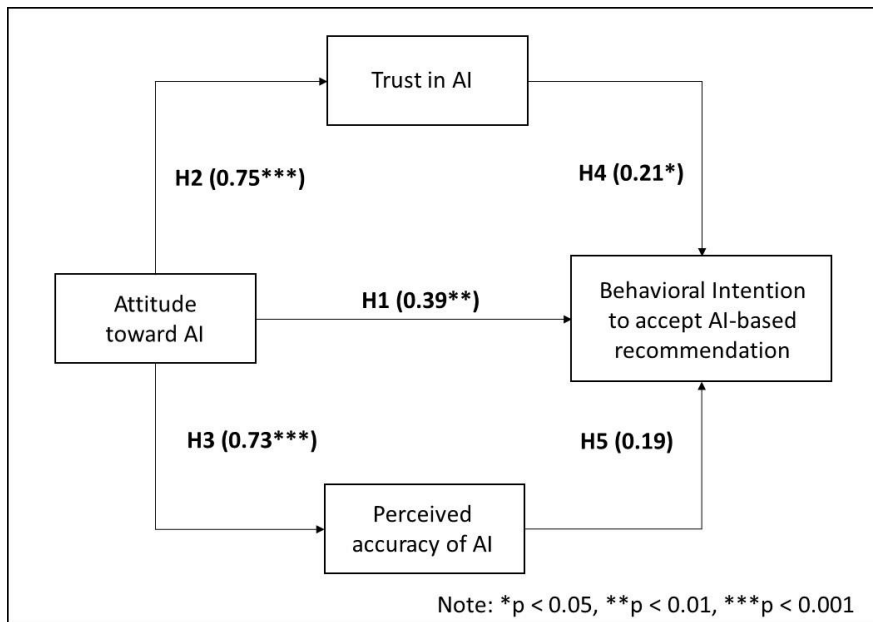 Trust in AI
H2 (0.75***)
H4 (0.21*)
Attitude
toward AI
H1 (0.39**)
Behavioral Intention
to accept AI-based
recommendation
H3 (0.73***)
H5 (0.19)
Perceived
accuracy of AI
Note: *p < 0.05, **p < 0.01, ***p < 0.001